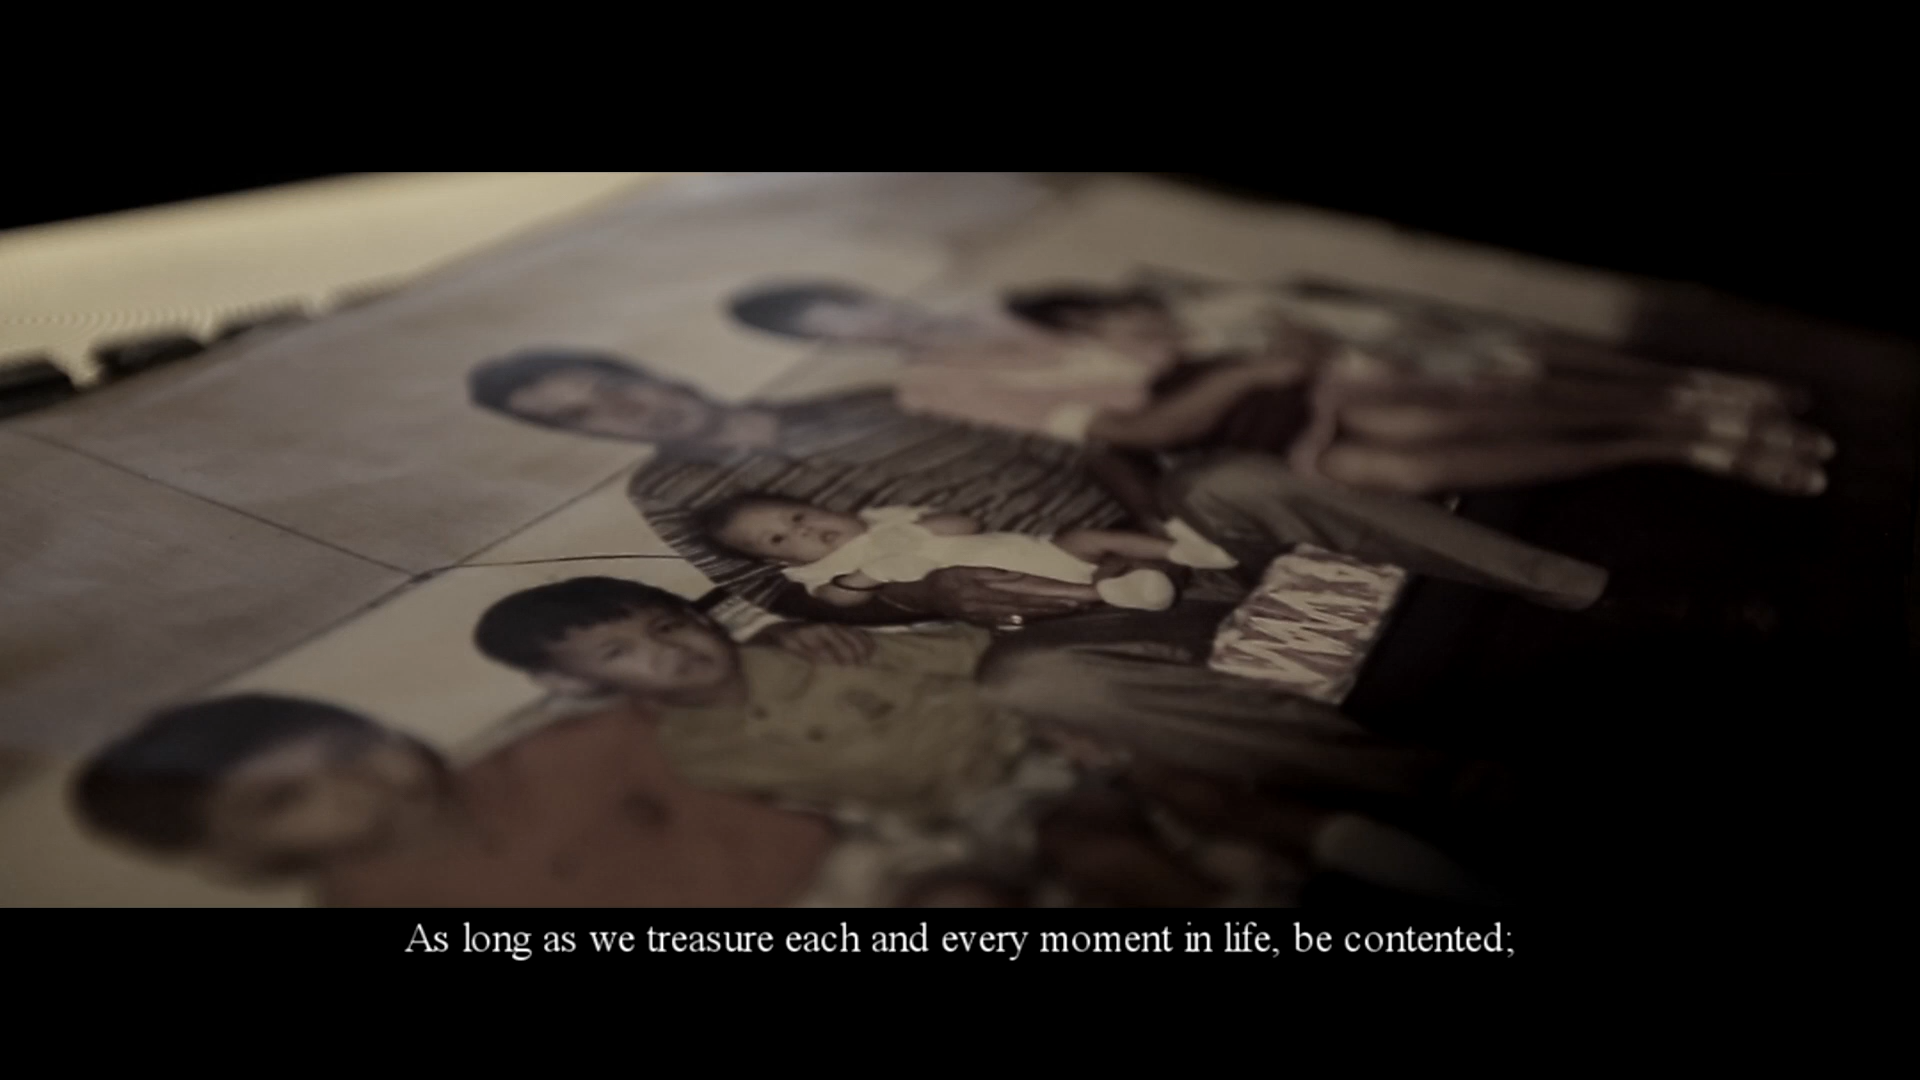 As long as we treasure each and every moment in life, be contented;